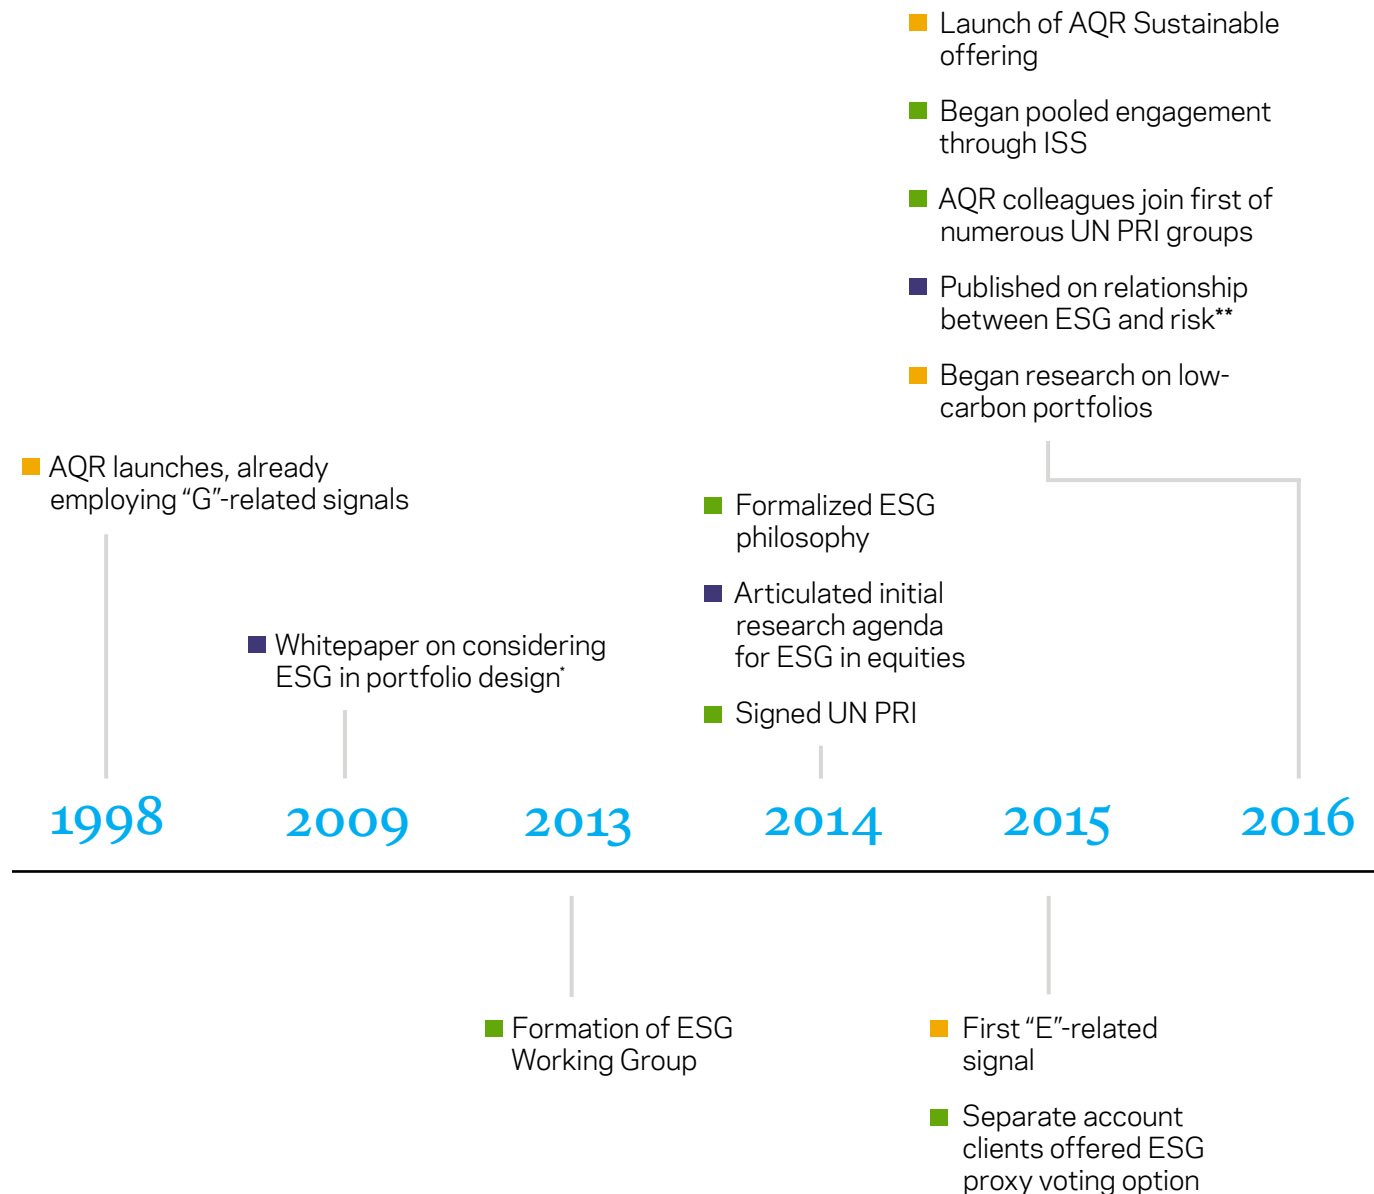 Launch of AQR Sustainable
offering
Began pooled engagement
through ISS
AQR colleagues join first of
numerous UN PRI groups
Published on relationship
between ESG and risk**
Began research on low-
carbon portfolios
AQR launches, already
employing “G”-related signals
Formalized ESG
philosophy
Articulated initial
research agenda
for ESG in equities
Signed UN PRI
Whitepaper on considering
ESG in portfolio design*
1998 2009 2013 2014 2015 2016
Formation of ESG
Working Group
First “E”-related
signal
Separate account
clients offered ESG
proxy voting option